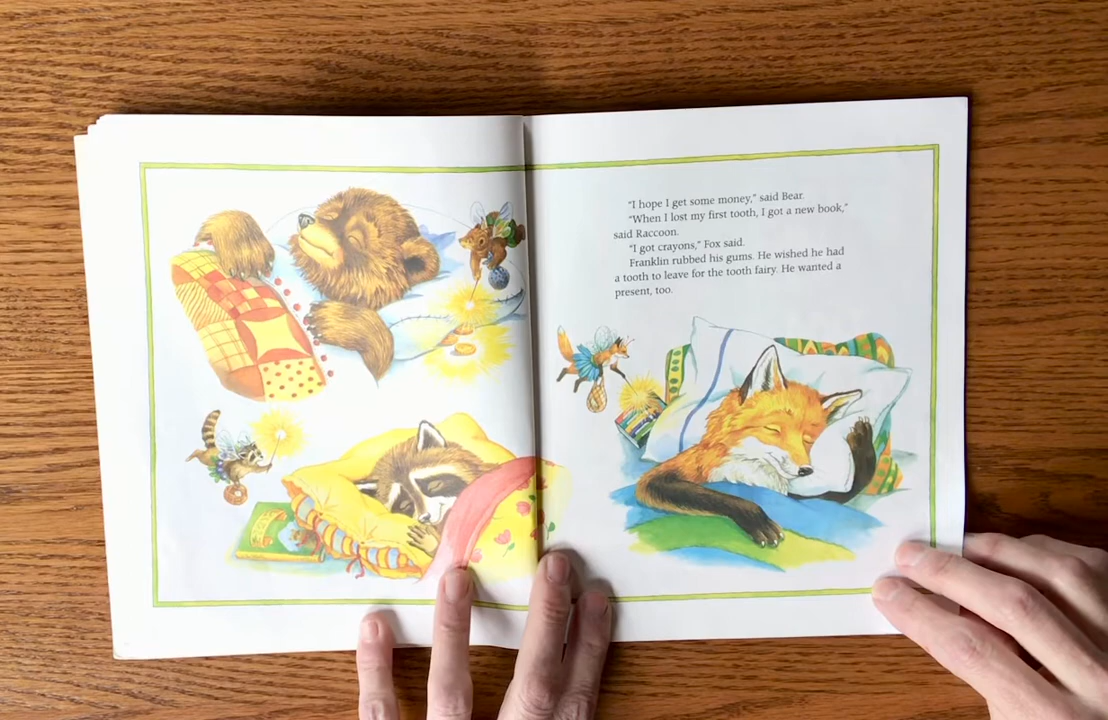 "I hope I get some money," said Bear.
"When I lost my first tooth, I got a new book,"
said Raccoon.
"I got crayons," Fox said.
Franklin rubbed his gums. He wished he had
a tooth to leave for the tooth fairy. He wanted a
present, too.